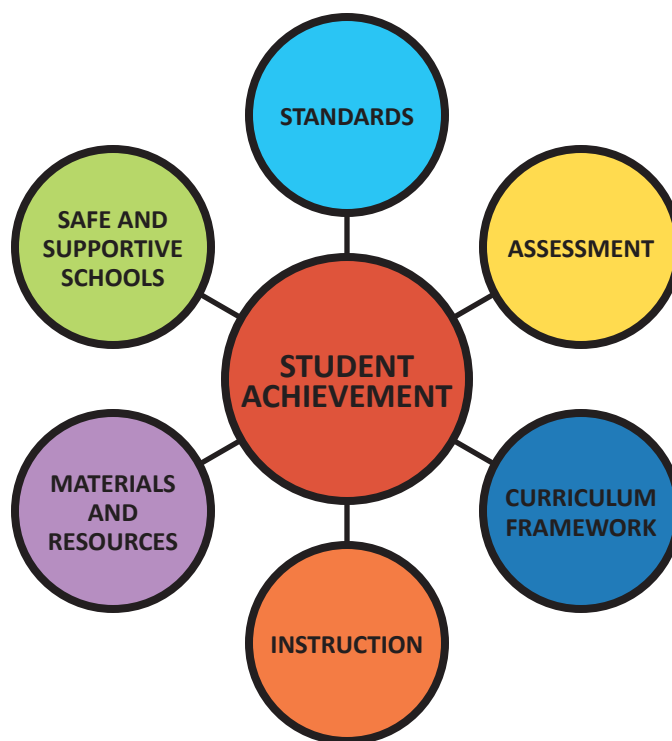 STANDARDS
ASSESSMENT
CURRICULUM
FRAMEWORK
INSTRUCTION
MATERIALS
AND
RESOURCES
SAFE AND
SUPPORTIVE
SCHOOLS
STUDENT
ACHIEVEMENT